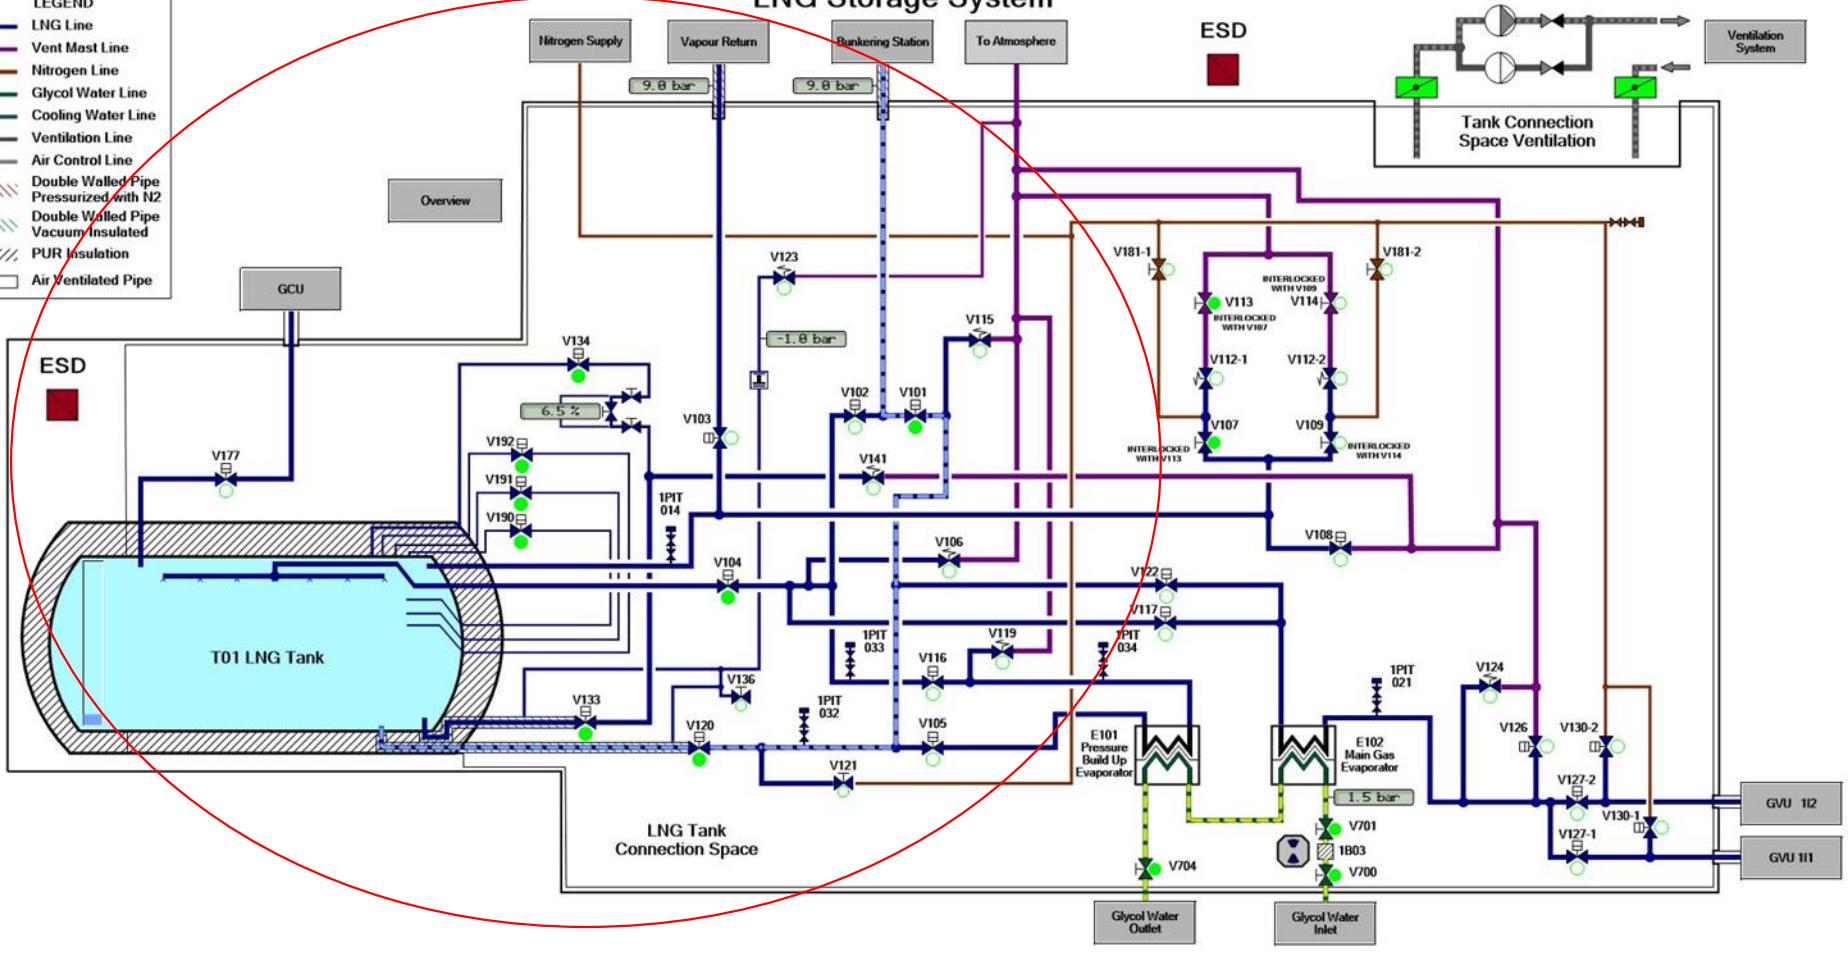 LEGEND
LNG Line
Vent Mast Line
Nitrogen Line
Glycol Water Line
Cooling Water Line
Ventilation Line
Air Control Line
Double Walled Pipe
Pressurized with N2
Double Walled Pipe
Vacuum Insulated
PUR Insulation
Air Ventilated Pipe
LNG Storage System
Nitrogen Supply
Vapour Return
Bunkering Station
To Atmosphere
ESD
Ventilation
System
9.0 bar
9.0 bar
Tank Connection
Space Ventilation
Overview
GCU
V123
V181-1
V181-2
INTERLOCKED
WITH V109
V113
V114
INTERLOCKED
WITH V107
V115
-1.0 bar
V134
ESD
V112-1
V112-2
6.5 %
V102
V101
V103
V107
V109
INTERLOCKED
WITH V113
INTERLOCKED
WITH V114
V192
V177
V141
V191
1PIT
014
V190
V108
V106
V104
V122
V117
T01 LNG Tank
1PIT
033
V119
1PIT
034
V116
V136
V133
1PIT
032
1PIT
021
V124
V120
V105
V126
V130-2
E101
Pressure
Build Up
Evaporator
E102
Main Gas
Evaporator
V121
1.5 bar
V127-2
GVU 1I2
V130-1
LNG Tank
Connection Space
V701
V127-1
1B03
GVU 1I1
V704
V700
Glycol Water
Outlet
Glycol Water
Inlet